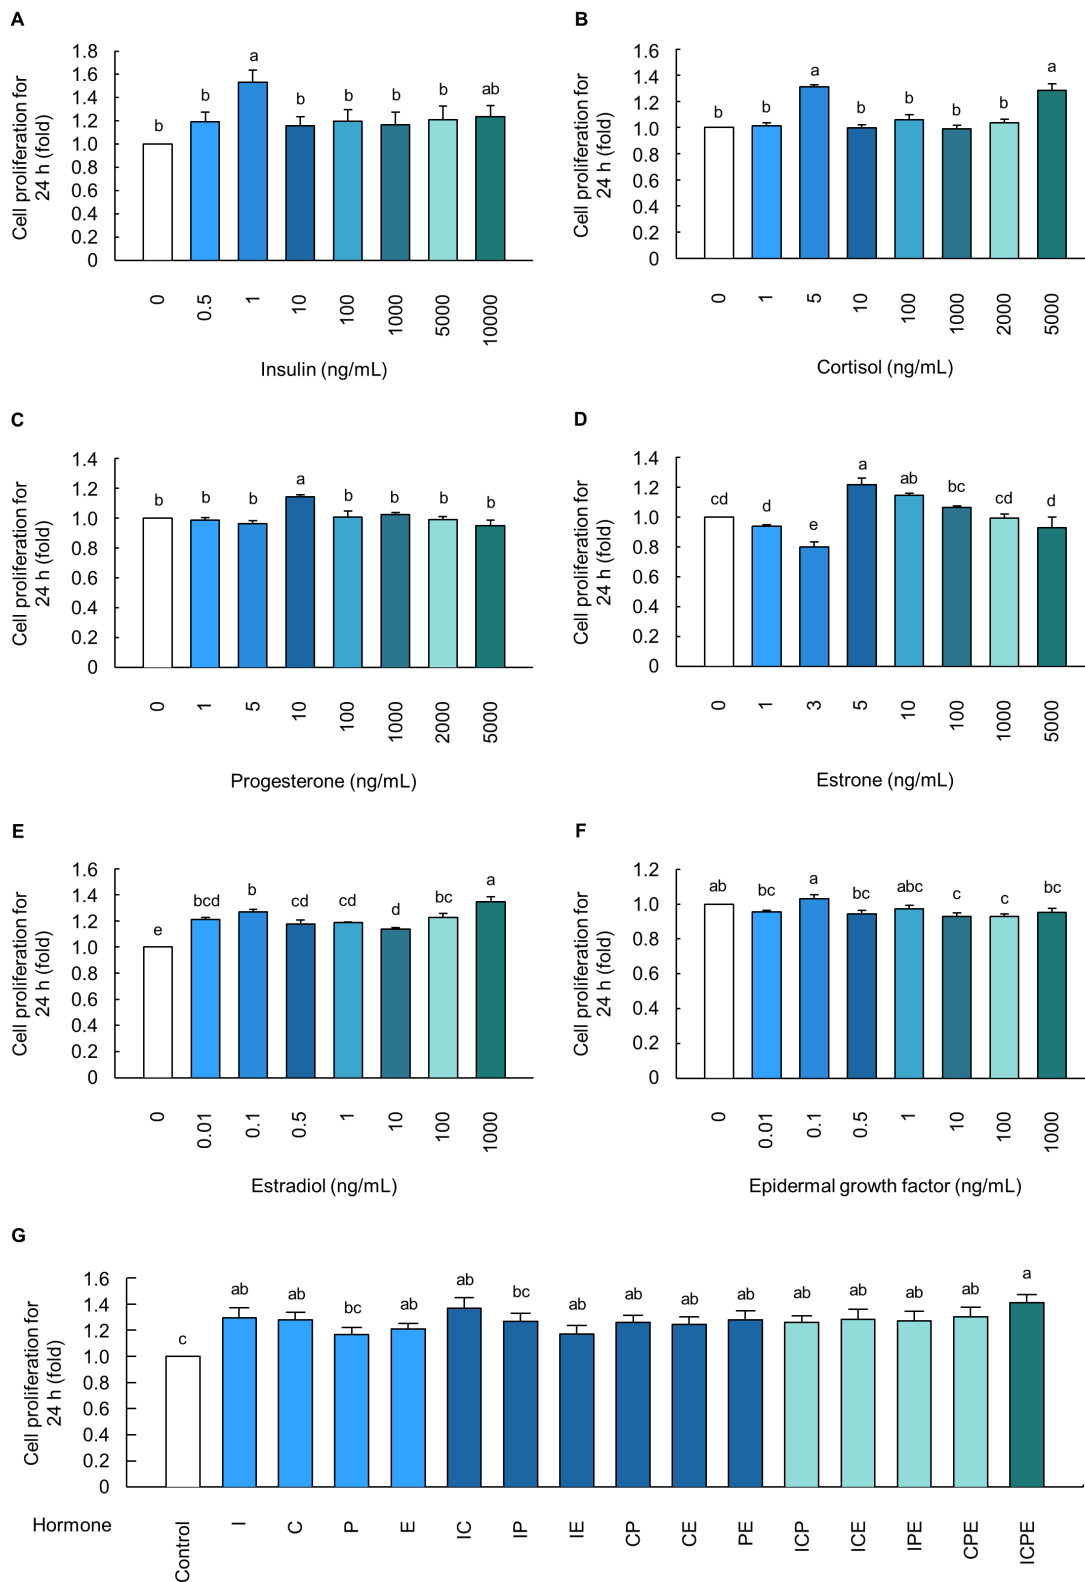 A
Cell proliferation for
24 h (fold)
1.8
1.6
1.4
1.2
1.0
0.8
0.6
0.4
0.2
0
b
b
a
b
b
b
b
ab
0
0.5
1
10
100
1000
5000
10000
Insulin (ng/mL)
B
Cell proliferation for
24 h (fold)
1.6
1.4
1.2
1.0
0.8
0.6
0.4
0.2
0
b
b
a
b
b
b
b
a
0
1
5
10
100
1000
2000
5000
Cortisol (ng/mL)
C
Cell proliferation for
24 h (fold)
1.4
1.2
1.0
0.8
0.6
0.4
0.2
0
b
b
b
a
b
b
b
b
0
1
5
10
100
1000
2000
5000
Progesterone (ng/mL)
D
Cell proliferation for
24 h (fold)
1.4
1.2
1.0
0.8
0.6
0.4
0.2
0
cd
d
e
a
ab
bc
cd
d
0
1
3
5
10
100
1000
5000
Estrone (ng/mL)
E
Cell proliferation for
24 h (fold)
1.6
1.4
1.2
1.0
0.8
0.6
0.4
0.2
0
e
bcd
b
cd
cd
d
bc
a
0
0.01
0.1
0.5
1
10
100
1000
Estradiol (ng/mL)
F
Cell proliferation for
24 h (fold)
1.2
1.0
0.8
0.6
0.4
0.2
0
ab
bc
a
bc
abc
c
c
bc
0
0.01
0.1
0.5
1
10
100
1000
Epidermal growth factor (ng/mL)
G
Cell proliferation for
24 h (fold)
1.6
1.4
1.2
1.0
0.8
0.6
0.4
0.2
0
c
ab
ab
bc
ab
ab
bc
ab
ab
ab
ab
ab
ab
ab
ab
a
Hormone
Control
I
C
P
E
IC
IP
IE
CP
CE
PE
ICP
ICE
IPE
CPE
ICPE